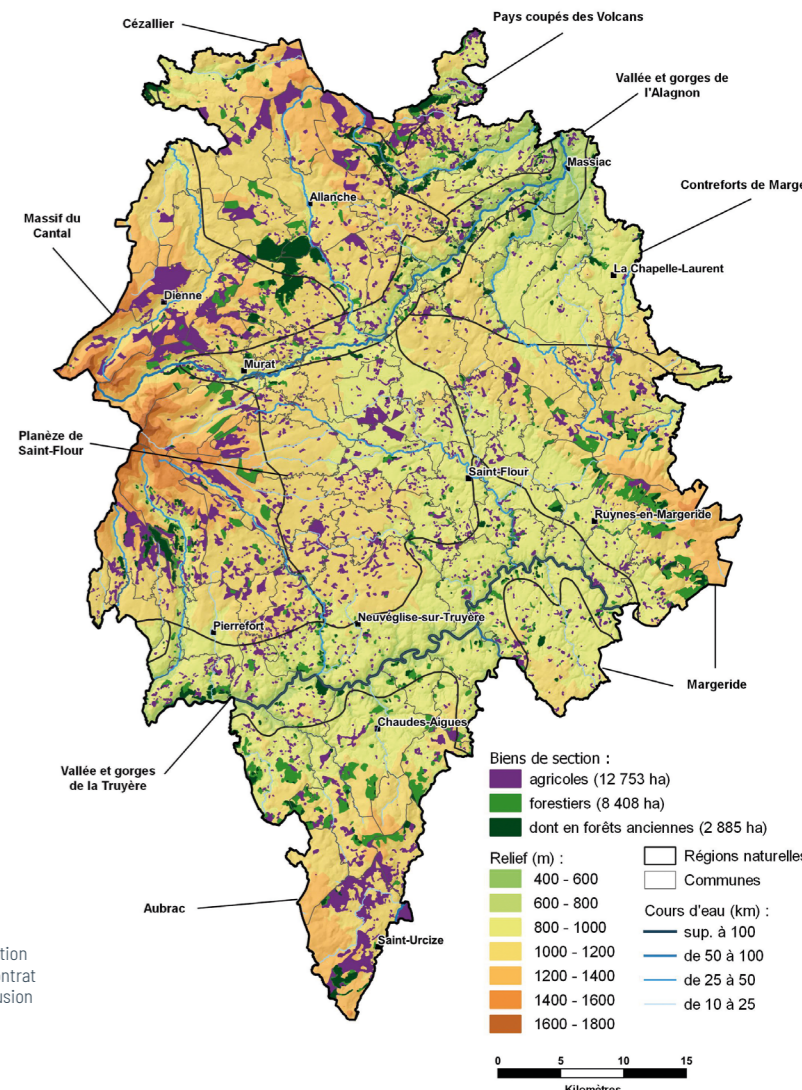 Cézallier
Pays coupés des Volcans
Vallée et gorges de
l'Alagnon
Massiac
Contreforts de Marge
Allanche
Massif du
Cantal
La Chapelle-Laurent
Dienne
Murat
Planèze de
Saint-Flour
Saint-Flour
Ruynes-en-Margeride
Pierrefort
Neuvéglise-sur-Truyère
Margeride
Chaudes-Aigues
Vallée et gorges
de la Truyère
Aubrac
Saint-Urcize
Biens de section :
agricoles (12 753 ha)
forestiers (8 408 ha)
dont en forêts anciennes (2 885 ha)
Relief (m) :
400 - 600
600 - 800
800 - 1000
1000 - 1200
1200 - 1400
1400 - 1600
1600 - 1800
Régions naturelles
Communes
Cours d'eau (km) :
sup. à 100
de 50 à 100
de 25 à 50
de 10 à 25
tion
ontrat
usion
0 5 10 15
Kilomètres